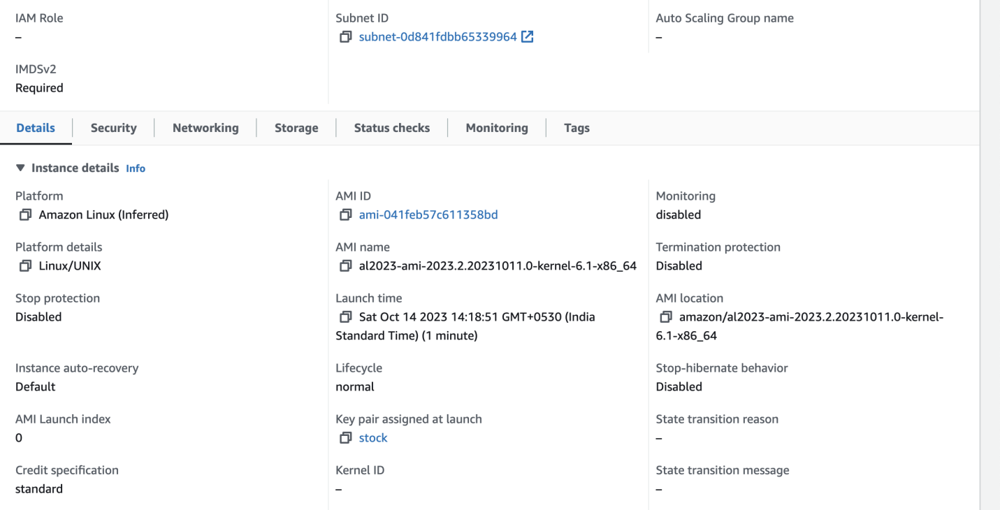 IAM Role
–
Subnet ID
subnet-0d841fdbb65339964
Auto Scaling Group name
–
IMDSv2
Required
Details
Security
Networking
Storage
Status checks
Monitoring
Tags
Instance details Info
Platform
Amazon Linux (Inferred)
AMI ID
ami-041feb57c611358bd
Monitoring
disabled
Platform details
Linux/UNIX
AMI name
al2023-ami-2023.2.20231011.0-kernel-6.1-x86_64
Termination protection
Disabled
Stop protection
Disabled
Launch time
Sat Oct 14 2023 14:18:51 GMT+0530 (India
Standard Time) (1 minute)
AMI location
amazon/al2023-ami-2023.2.20231011.0-kernel-
6.1-x86_64
Instance auto-recovery
Default
Lifecycle
normal
Stop-hibernate behavior
Disabled
AMI Launch index
0
Key pair assigned at launch
stock
State transition reason
–
Credit specification
standard
Kernel ID
–
State transition message
–